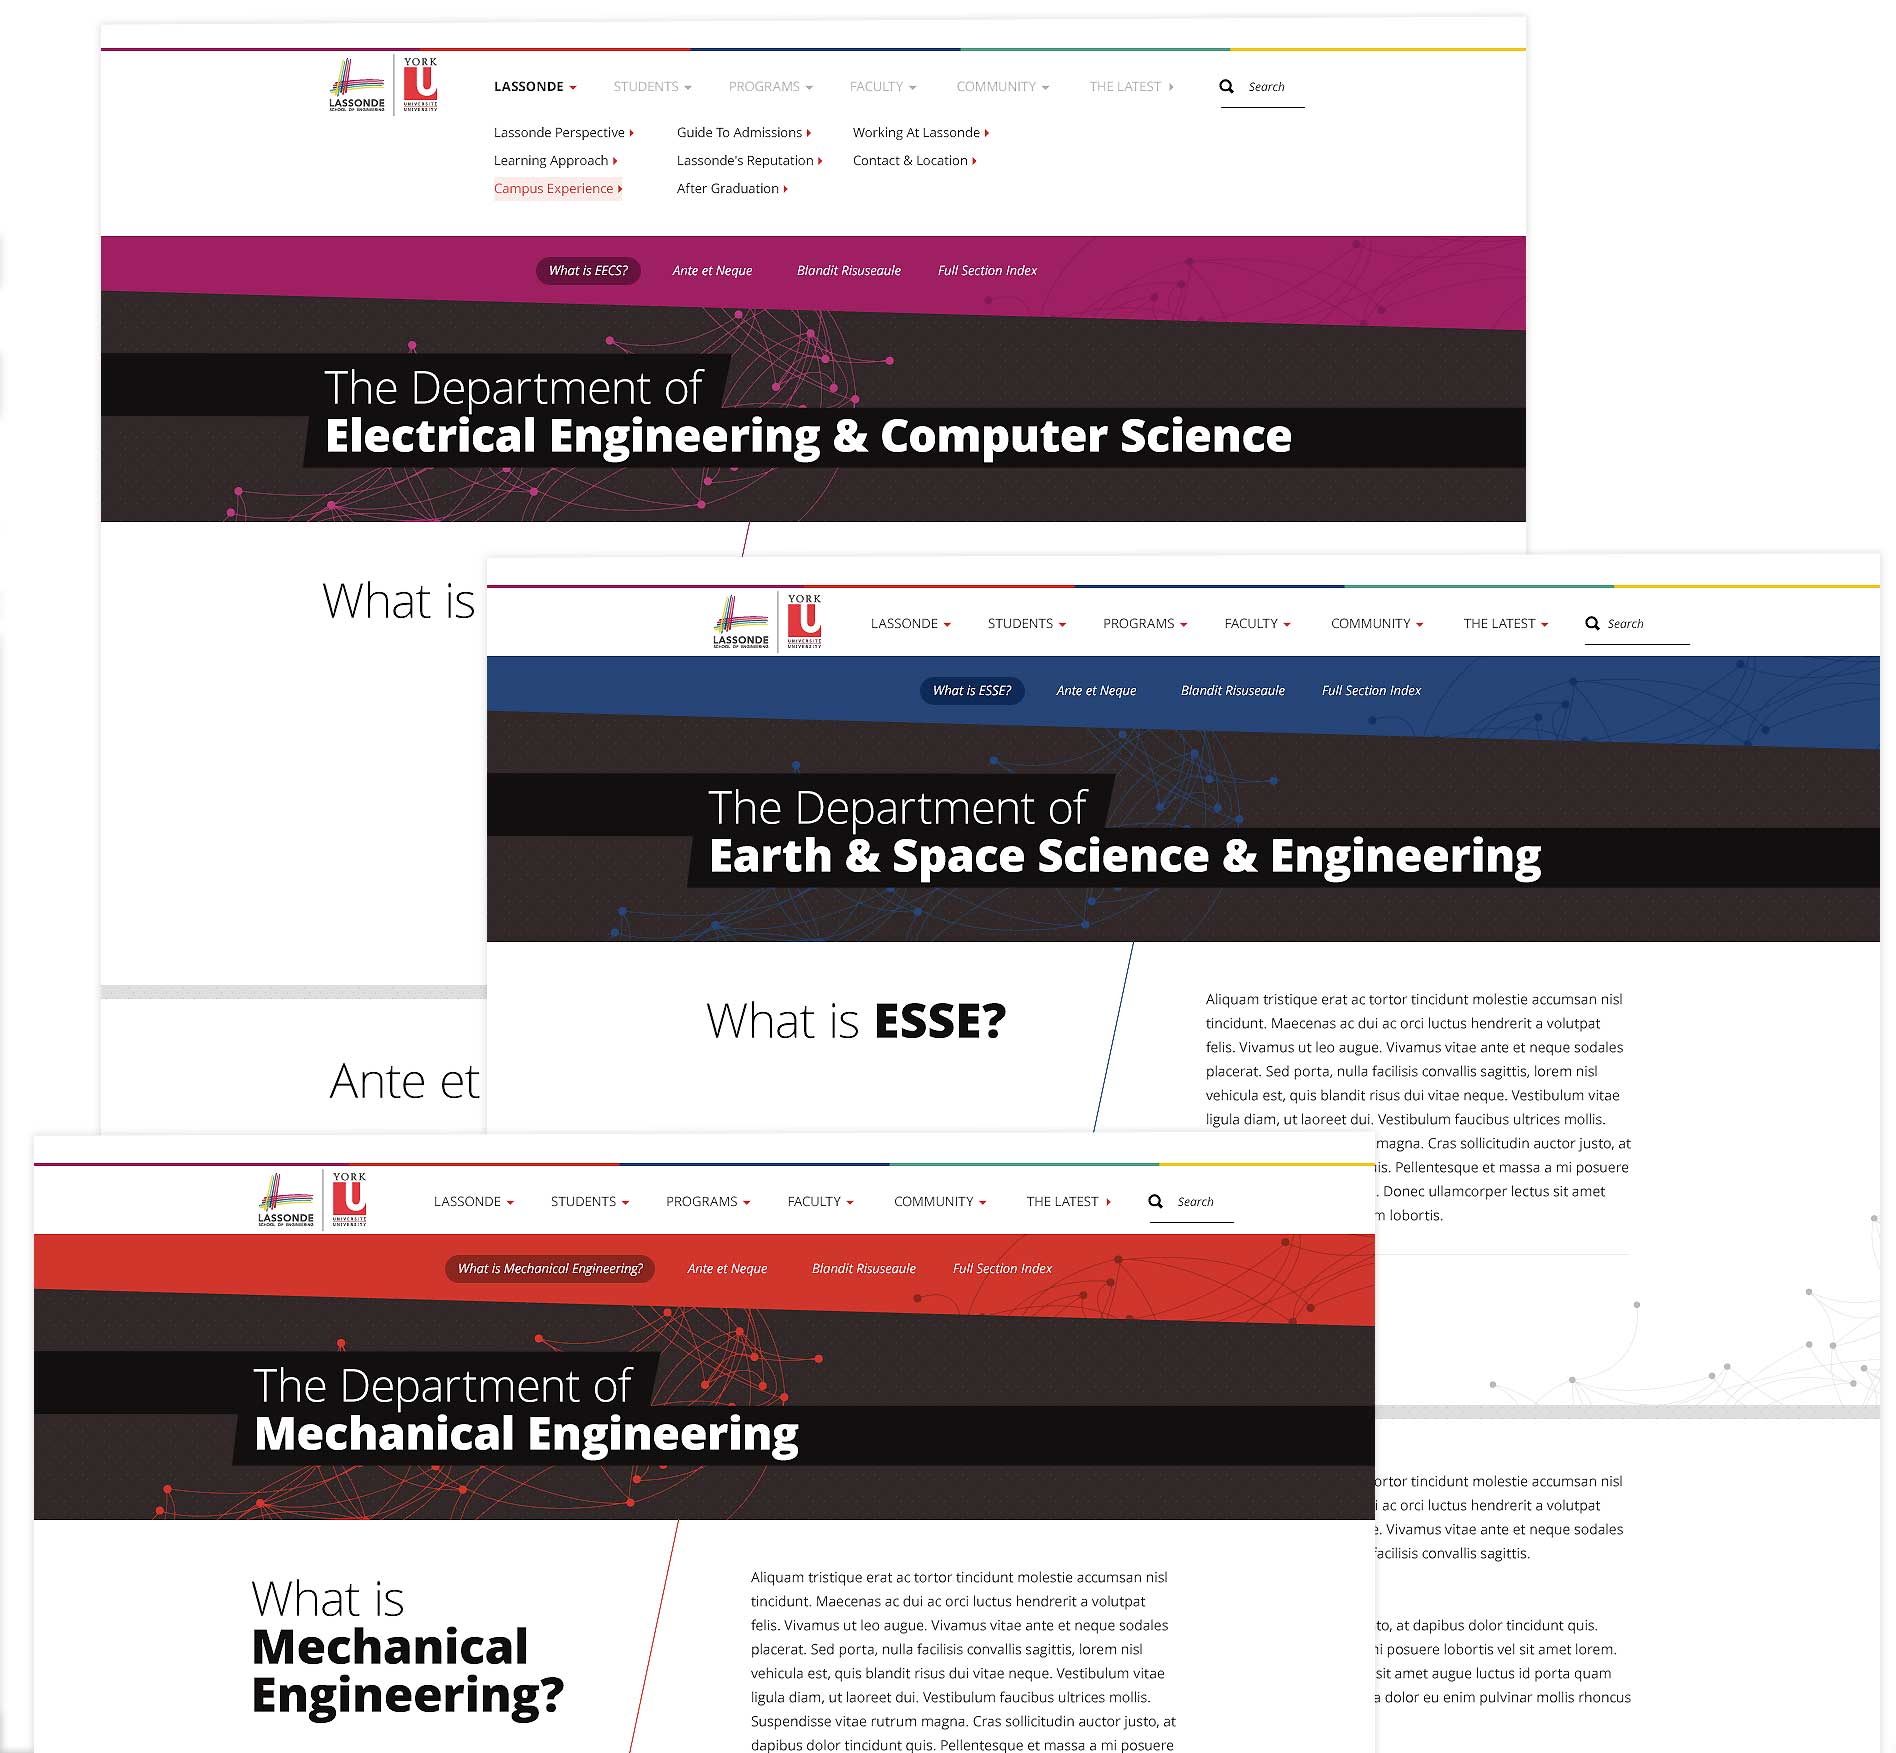 LASSONDE
SCHOOL OF ENGINEERING
YORK
U
UNIVERSITÉ
UNIVERSITY
LASSONDE STUDENTS PROGRAMS FACULTY COMMUNITY THE LATEST Search
Lassonde Perspective Guide To Admissions Working At Lassonde
Learning Approach Lassonde's Reputation Contact & Location
Campus Experience After Graduation
What is EECS? Ante et Neque Blandit Risuseaule Full Section Index
The Department of
Electrical Engineering & Computer Science
What is
Ante et
LASSONDE
SCHOOL OF ENGINEERING
YORK
U
UNIVERSITÉ
UNIVERSITY
LASSONDE STUDENTS PROGRAMS FACULTY COMMUNITY THE LATEST Search
What is ESSE? Ante et Neque Blandit Risuseaule Full Section Index
The Department of
Earth & Space Science & Engineering
What is ESSE?
Aliquam tristique erat ac tortor tincidunt molestie accumsan nisl
tincidunt. Maecenas ac dui ac orci luctus hendrerit a volutpat
felis. Vivamus ut leo augue. Vivamus vitae ante et neque sodales
placerat. Sed porta, nulla facilisis convallis sagittis, lorem nisl
vehicula est, quis blandit risus dui vitae neque. Vestibulum vitae
ligula diam, ut laoreet dui. Vestibulum faucibus ultrices mollis.
magna. Cras sollicitudin auctor justo, at
is. Pellentesque et massa a mi posuere
. Donec ullamcorper lectus sit amet
m lobortis.
ortor tincidunt molestie accumsan nisl
i ac orci luctus hendrerit a volutpat
e. Vivamus vitae ante et neque sodales
facilisis convallis sagittis.
to, at dapibus dolor tincidunt quis.
ni posuere lobortis vel sit amet lorem.
sit amet augue luctus id porta quam
a dolor eu enim pulvinar mollis rhoncus
LASSONDE
SCHOOL OF ENGINEERING
YORK
U
UNIVERSITÉ
UNIVERSITY
LASSONDE STUDENTS PROGRAMS FACULTY COMMUNITY THE LATEST Search
What is Mechanical Engineering? Ante et Neque Blandit Risuseaule Full Section Index
The Department of
Mechanical Engineering
What is
Mechanical
Engineering?
Aliquam tristique erat ac tortor tincidunt molestie accumsan nisl
tincidunt. Maecenas ac dui ac orci luctus hendrerit a volutpat
felis. Vivamus ut leo augue. Vivamus vitae ante et neque sodales
placerat. Sed porta, nulla facilisis convallis sagittis, lorem nisl
vehicula est, quis blandit risus dui vitae neque. Vestibulum vitae
ligula diam, ut laoreet dui. Vestibulum faucibus ultrices mollis.
Suspendisse vitae rutrum magna. Cras sollicitudin auctor justo, at
dapibus dolor tincidunt quis. Pellentesque et massa a mi posuere